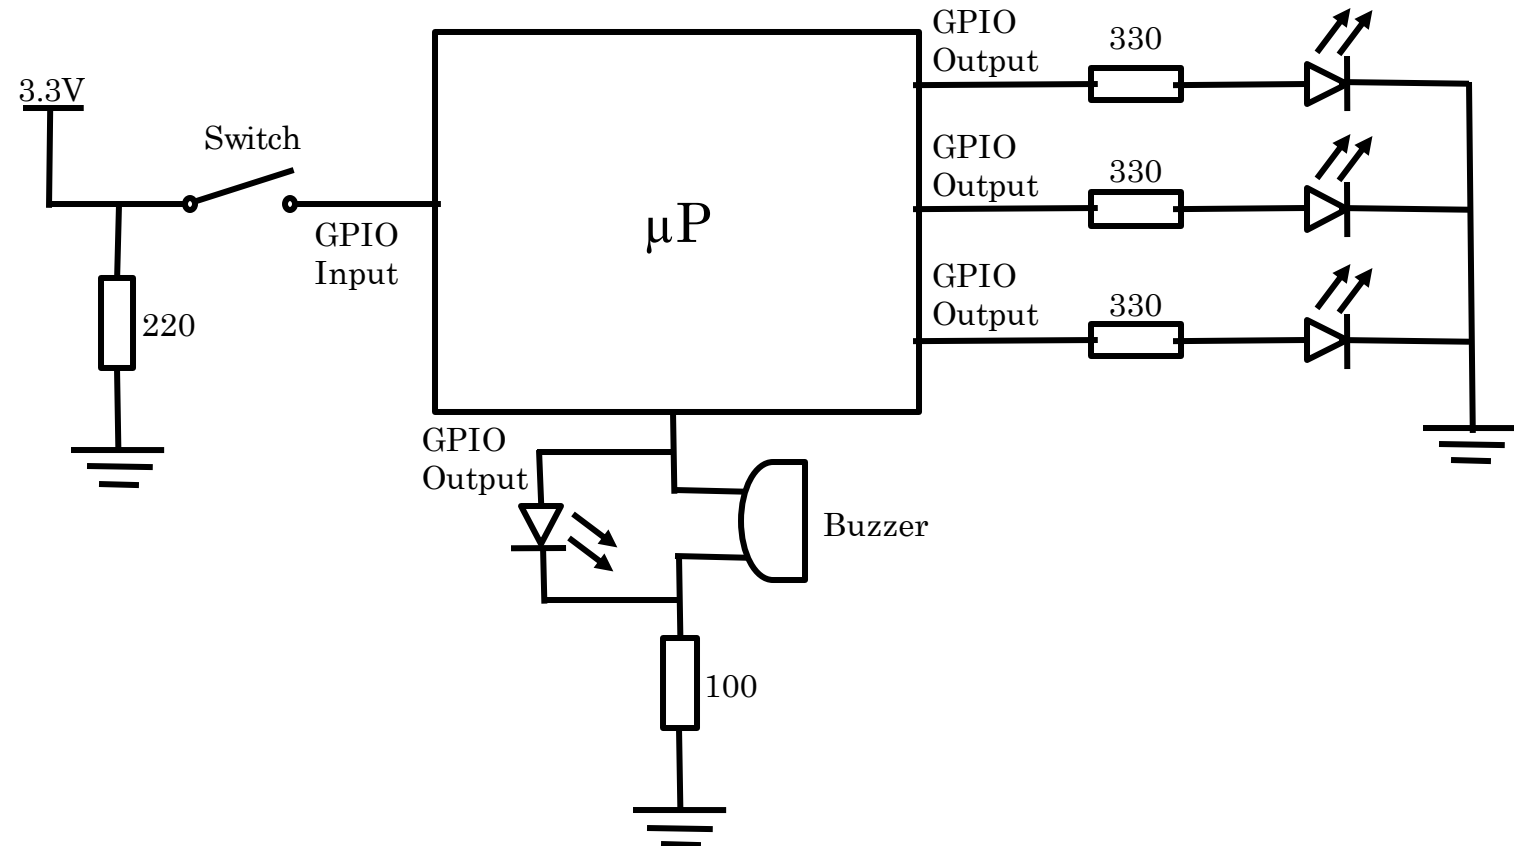 3.3V
Switch
GPIO
Input
220
µP
GPIO
Output
330
GPIO
Output
330
GPIO
Output
330
GPIO
Output
Buzzer
100